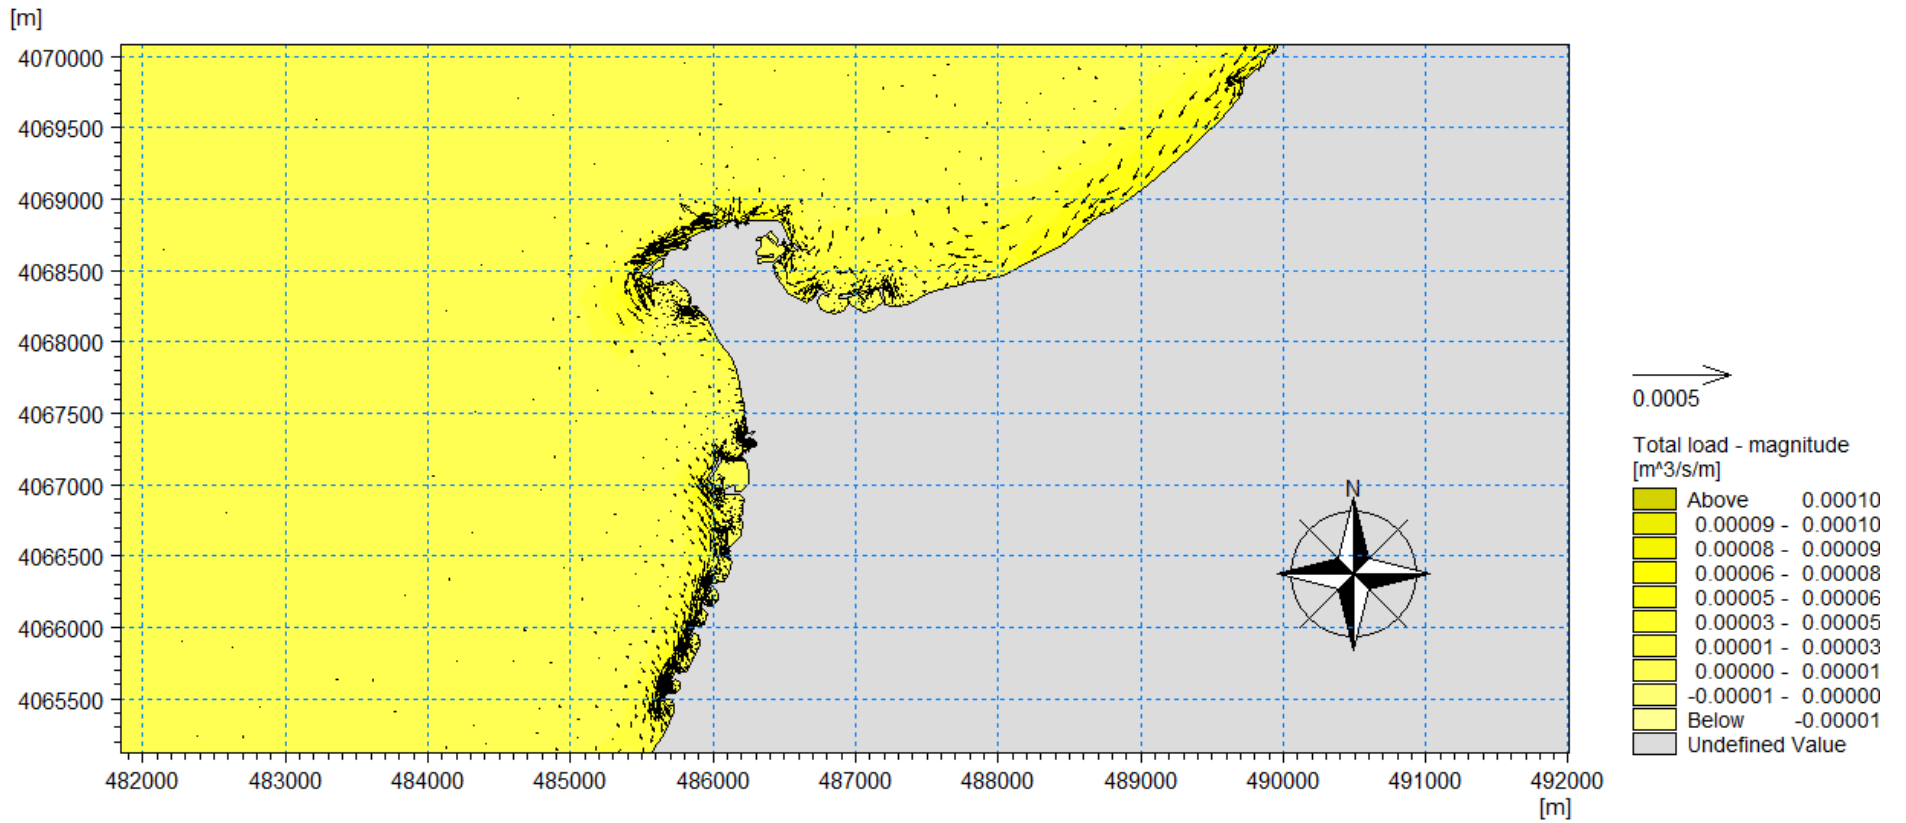 [m]
4070000
4069500
4069000
4068500
4068000
4067500
4067000
4066500
4066000
4065500
482000 483000 484000 485000 486000 487000 488000 489000 490000 491000 492000
[m]
0.0005
Total load - magnitude
[m^3/s/m]
Above 0.00010
0.00009 - 0.00010
0.00008 - 0.00009
0.00006 - 0.00008
0.00005 - 0.00006
0.00003 - 0.00005
0.00001 - 0.00003
0.00000 - 0.00001
-0.00001 - 0.00000
Below -0.00001
Undefined Value
N